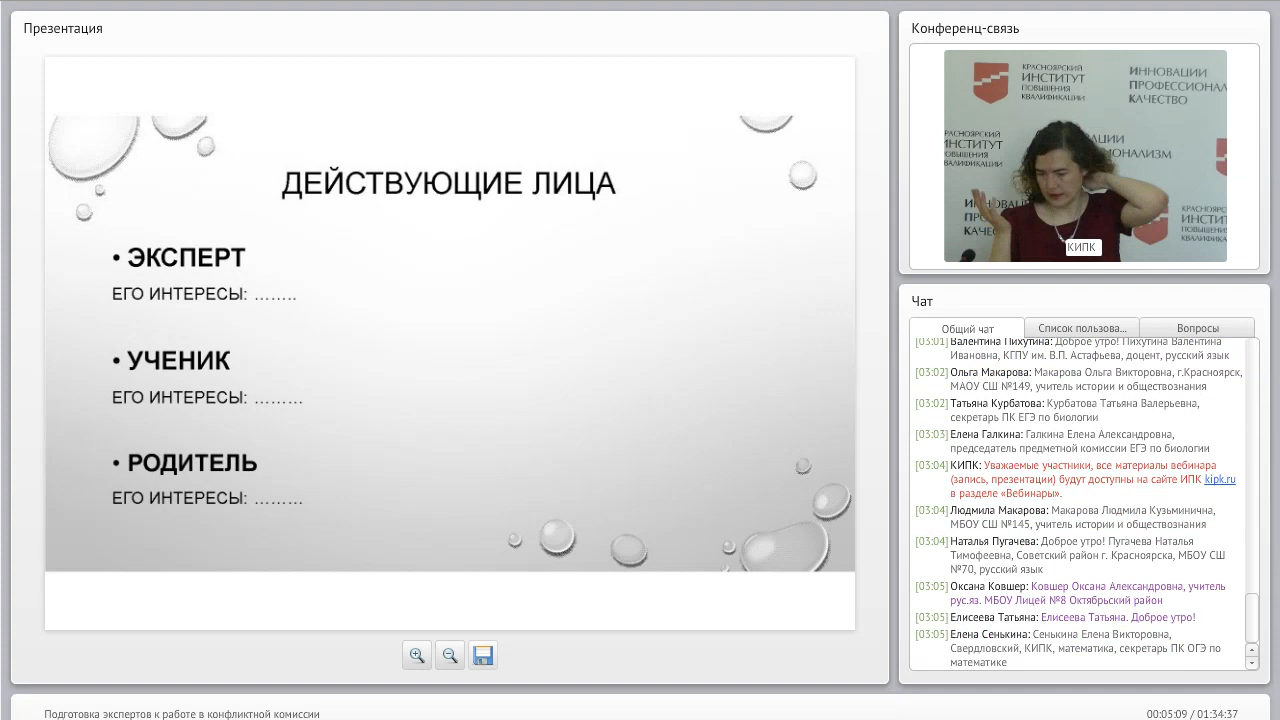 Презентация
ДЕЙСТВУЮЩИЕ ЛИЦА
• ЭКСПЕРТ
ЕГО ИНТЕРЕСЫ: ........
• УЧЕНИК
ЕГО ИНТЕРЕСЫ: .........
• РОДИТЕЛЬ
ЕГО ИНТЕРЕСЫ: .........
Конференц-связь
КРАСНОЯРСКИЙ
ИНСТИТУТ
ПОВЫШЕНИЯ
КВАЛИФИКАЦИИ
ИННОВАЦИИ
ПРОФЕССИОНАЛ
КАЧЕСТВО
КИПК
Чат
Общий чат
Список пользова...
Вопросы
[03:01] Валентина Пихутина: Доброе утро! Пихутина Валентина
Ивановна, КГПУ им. В.П. Астафьева, доцент, русский язык
[03:02] Ольга Макарова: Макарова Ольга Викторовна, г.Красноярск,
МАОУ СШ №149, учитель истории и обществознания
[03:02] Татьяна Курбатова: Курбатова Татьяна Валерьевна,
секретарь ПК ЕГЭ по биологии
[03:03] Елена Галкина: Галкина Елена Александровна,
председатель предметной комиссии ЕГЭ по биологии
[03:04] КИПК: Уважаемые участники, все материалы вебинара
(запись, презентации) будут доступны на сайте ИПК kipk.ru
в разделе «Вебинары».
[03:04] Людмила Макарова: Макарова Людмила Кузьминична,
МБОУ СШ №145, учитель истории и обществознания
[03:04] Наталья Пугачева: Доброе утро! Пугачева Наталья
Тимофеевна, Советский район г. Красноярска, МБОУ СШ
№70, русский язык
[03:05] Оксана Ковшер: Ковшер Оксана Александровна, учитель
рус.яз. МБОУ Лицей №8 Октябрьский район
[03:05] Елисеева Татьяна: Елисеева Татьяна. Доброе утро!
[03:05] Елена Сенькина: Сенькина Елена Викторовна,
Свердловский, КИПК, математика, секретарь ПК ОГЭ по
математике
Подготовка экспертов к работе в конфликтной комиссии
00:05:09 / 01:34:37